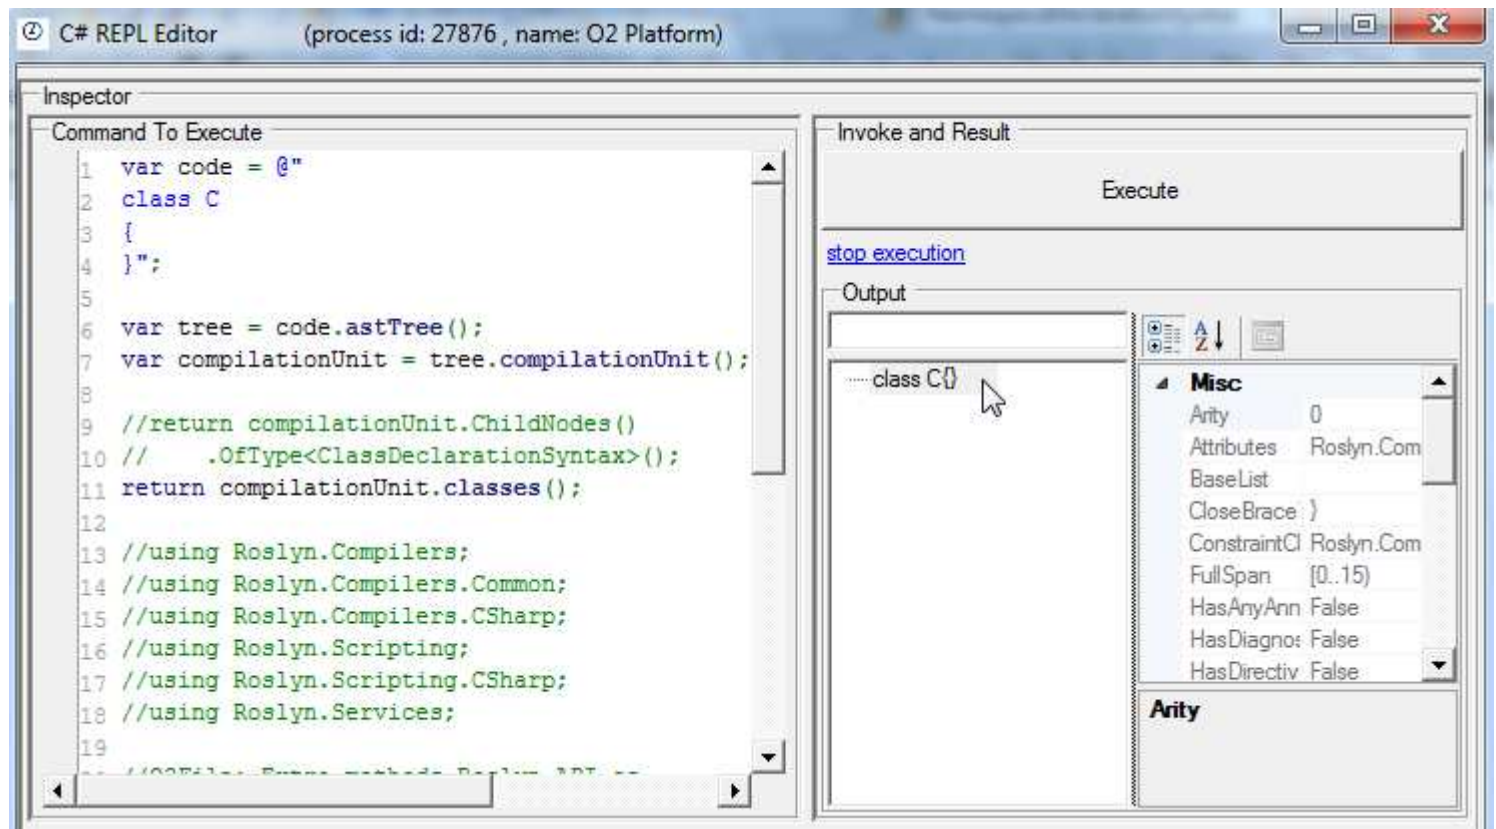 C# REPL Editor (process id: 27876 , name: O2 Platform)
Inspector
Command To Execute
1 var code = @"
2 class C
3 {
4 }";
5
6 var tree = code.astTree();
7 var compilationUnit = tree.compilationUnit();
8
9 //return compilationUnit.ChildNodes()
10 //    .OfType<ClassDeclarationSyntax>();
11 return compilationUnit.classes();
12
13 //using Roslyn.Compilers;
14 //using Roslyn.Compilers.Common;
15 //using Roslyn.Compilers.CSharp;
16 //using Roslyn.Scripting;
17 //using Roslyn.Scripting.CSharp;
18 //using Roslyn.Services;
19
Invoke and Result
Execute
stop execution
Output
class C{}
Misc
Arity 0
Attributes Roslyn.Com
BaseList
CloseBrace }
ConstraintCl Roslyn.Com
FullSpan [0..15)
HasAnyAnn False
HasDiagnos False
HasDirectiv False
Arity